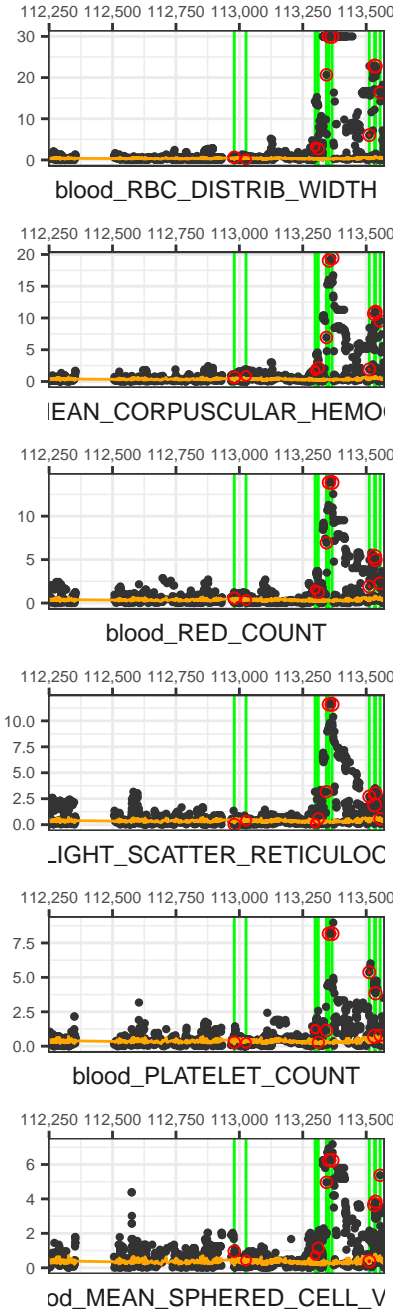 112,250 112,500 112,750 113,000 113,250 113,500
30
20
10
0
blood_RBC_DISTRIB_WIDTH
112,250 112,500 112,750 113,000 113,250 113,500
20
15
10
5
0
MEAN_CORPUSCULAR_HEMOG
112,250 112,500 112,750 113,000 113,250 113,500
10
5
0
blood_RED_COUNT
112,250 112,500 112,750 113,000 113,250 113,500
10.0
7.5
5.0
2.5
0.0
LIGHT_SCATTER_RETICULOC
112,250 112,500 112,750 113,000 113,250 113,500
7.5
5.0
2.5
0.0
blood_PLATELET_COUNT
112,250 112,500 112,750 113,000 113,250 113,500
6
4
2
0
od_MEAN_SPHERED_CELL_V